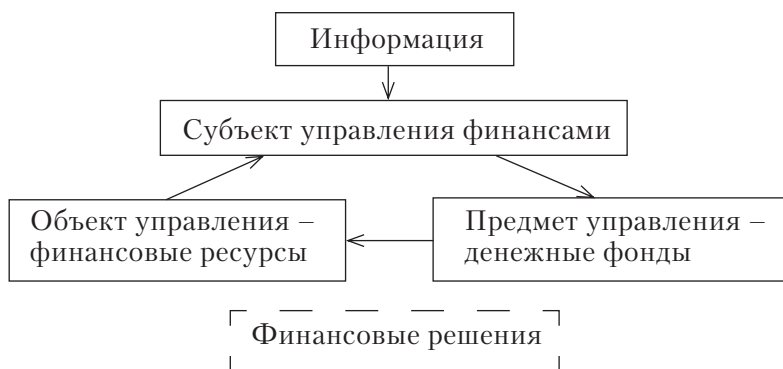 Информация
Субъект управления финансами
Объект управления –
финансовые ресурсы
Предмет управления –
денежные фонды
Финансовые решения